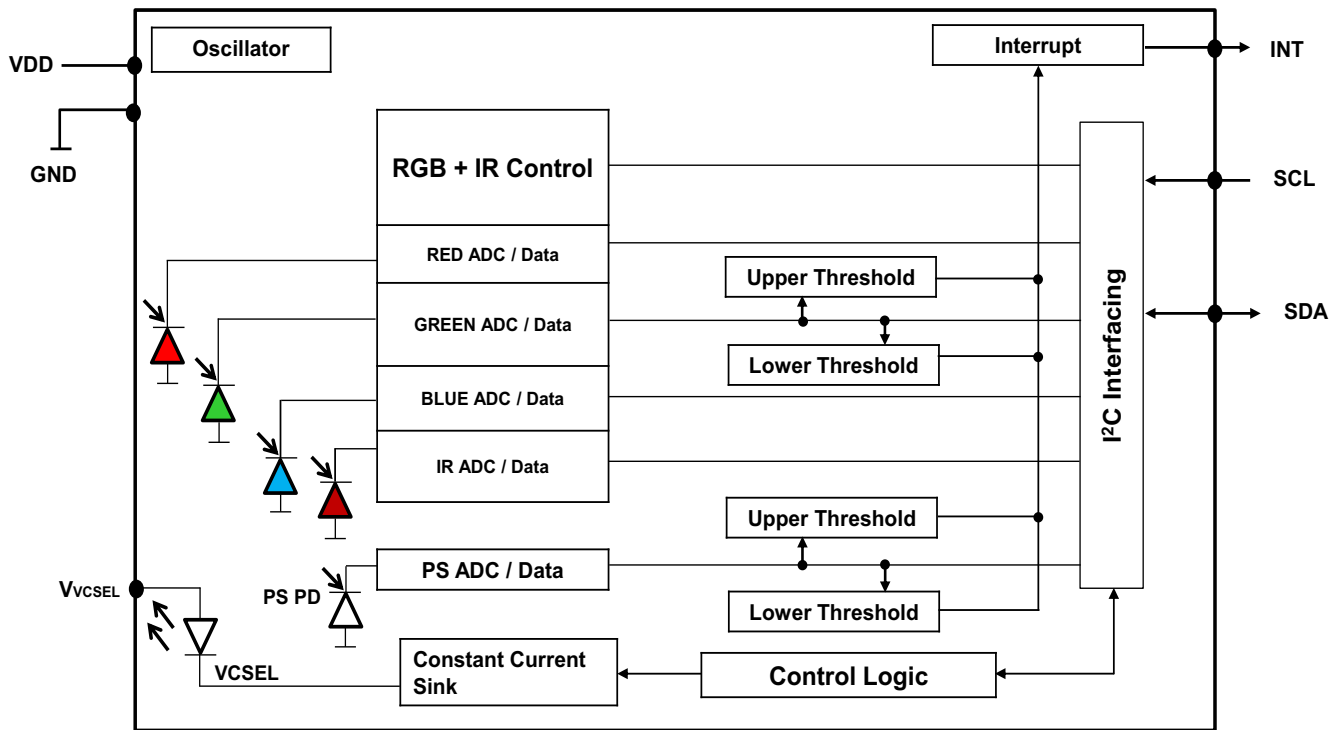 Oscillator
Interrupt
VDD
INT
GND
RGB + IR Control
SCL
RED ADC / Data
Upper Threshold
GREEN ADC / Data
SDA
Lower Threshold
BLUE ADC / Data
IR ADC / Data
I²C Interfacing
Upper Threshold
PS ADC / Data
VVCSEL
PS PD
Lower Threshold
VCSEL
Constant Current
Sink
Control Logic